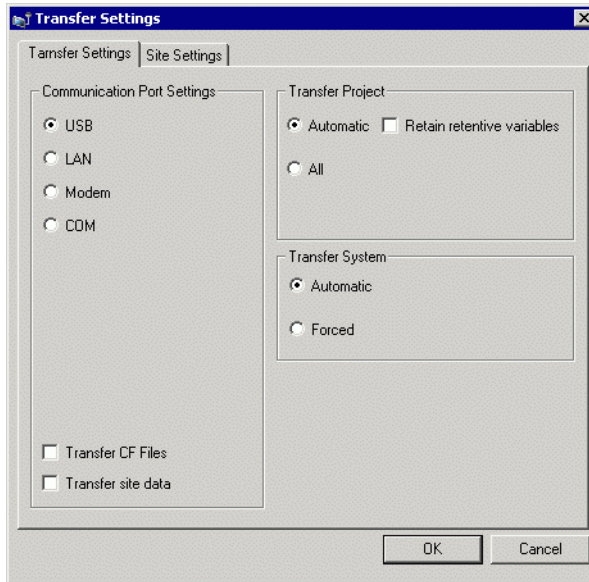 Transfer Settings
Tarnsfer Settings
Site Settings
Communication Port Settings
USB
LAN
Modem
COM
Transfer CF Files
Transfer site data
Transfer Project
Automatic
Retain retentive variables
All
Transfer System
Automatic
Forced
OK
Cancel